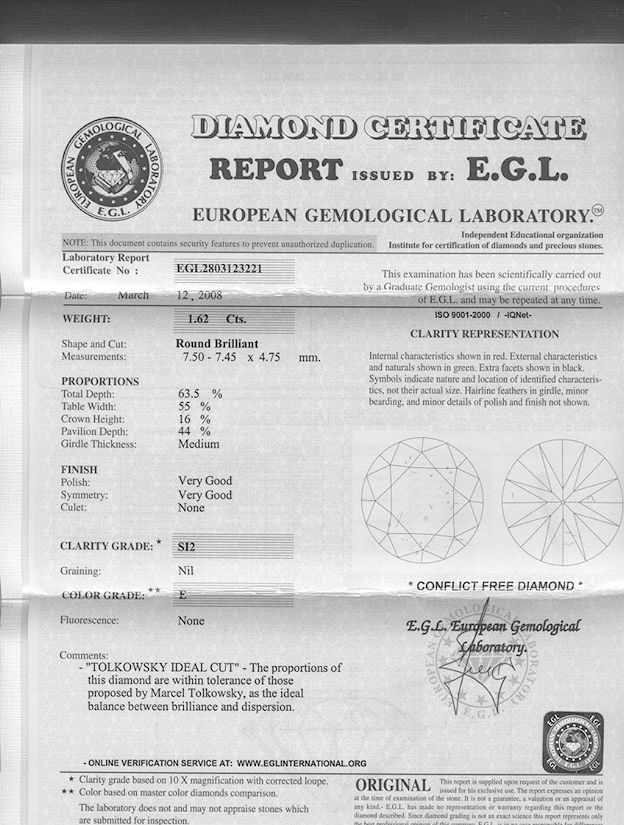 DIAMOND CERTIFICATE
REPORT ISSUED BY: E.G.L.
EUROPEAN GEMOLOGICAL LABORATORY.™
EUROPEAN GEMOLOGICAL LABORATORY
E.G.L.
Independent Educational organization
NOTE: This document contains security features to prevent unauthorized duplication.
Institute for certification of diamonds and precious stones.
Laboratory Report
Certificate No : EGL2803123221
Date: March 12, 2008
WEIGHT: 1.62 Cts.
Shape and Cut: Round Brilliant
Measurements: 7.50 - 7.45 x 4.75 mm.
PROPORTIONS
Total Depth: 63.5 %
Table Width: 55 %
Crown Height: 16 %
Pavilion Depth: 44 %
Girdle Thickness: Medium
FINISH
Polish: Very Good
Symmetry: Very Good
Culet: None
CLARITY GRADE: * SI2
Graining: Nil
COLOR GRADE: ** E
Fluorescence: None
Comments:
- "TOLKOWSKY IDEAL CUT" - The proportions of
this diamond are within tolerance of those
proposed by Marcel Tolkowsky, as the ideal
balance between brilliance and dispersion.
This examination has been scientifically carried out
by a Graduate Gemologist using the current procedures
of E.G.L. and may be repeated at any time.
ISO 9001-2000 / -IQNet-
CLARITY REPRESENTATION
Internal characteristics shown in red. External characteristics
and naturals shown in green. Extra facets shown in black.
Symbols indicate nature and location of identified characteris-
tics, not their actual size. Hairline feathers in girdle, minor
bearding, and minor details of polish and finish not shown.
* CONFLICT FREE DIAMOND *
E.G.L. European Gemological
Laboratory.
- ONLINE VERIFICATION SERVICE AT: WWW.EGLINTERNATIONAL.ORG
* Clarity grade based on 10 X magnification with corrected loupe.
** Color based on master color diamonds comparison.
The laboratory does not and may not appraise stones which
are submitted for inspection.
EGL EGL
EGL EGL
ORIGINAL This report is supplied upon request of the customer and is
issued for his exclusive use. The report expresses an opinion
at the time of examination of the stone. It is not a guarantee, a valuation or an appraisal of
any kind.- E.G.L. has made no representation or warranty regarding this report or the
diamond described. Since diamond grading is not an exact science this report represents only